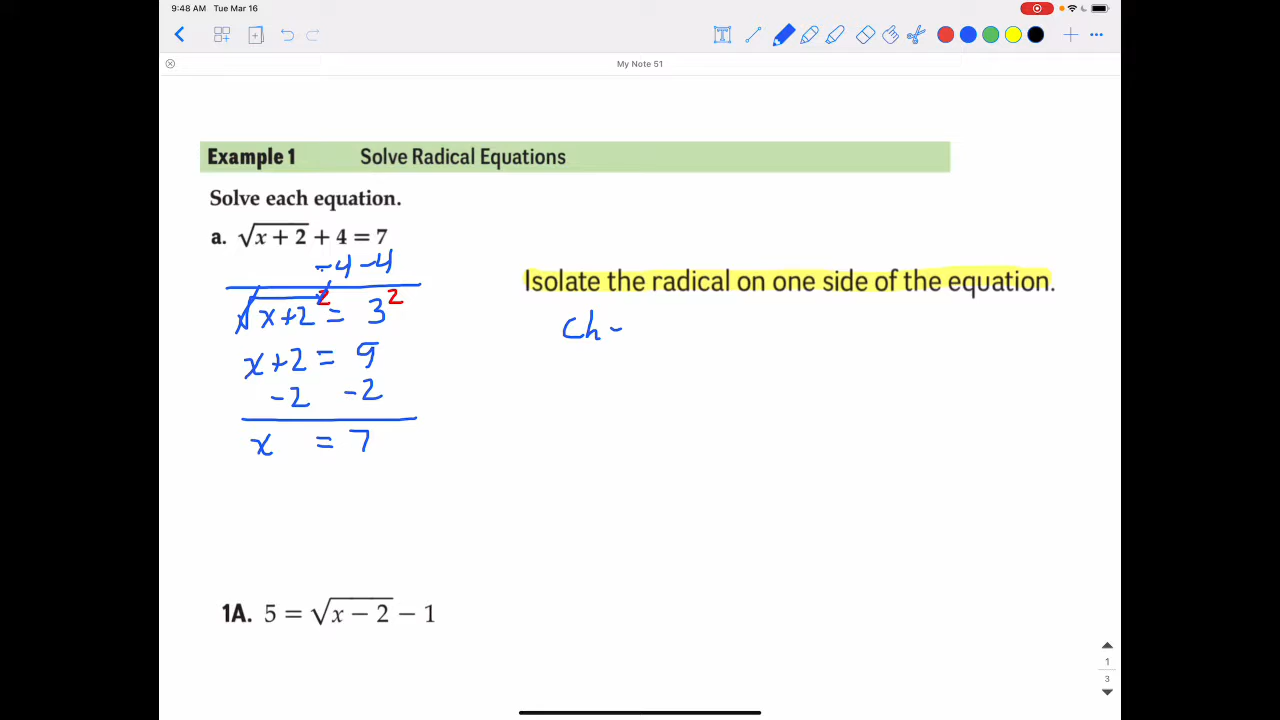 9:48 AM Tue Mar 16
My Note 51
Example 1 Solve Radical Equations
Solve each equation.
a. √(x + 2) + 4 = 7
-4 -4
√(x+2)² = 3²
x+2 = 9
-2 -2
x = 7
Isolate the radical on one side of the equation.
Ch
1A. 5 = √(x − 2) − 1
1
3